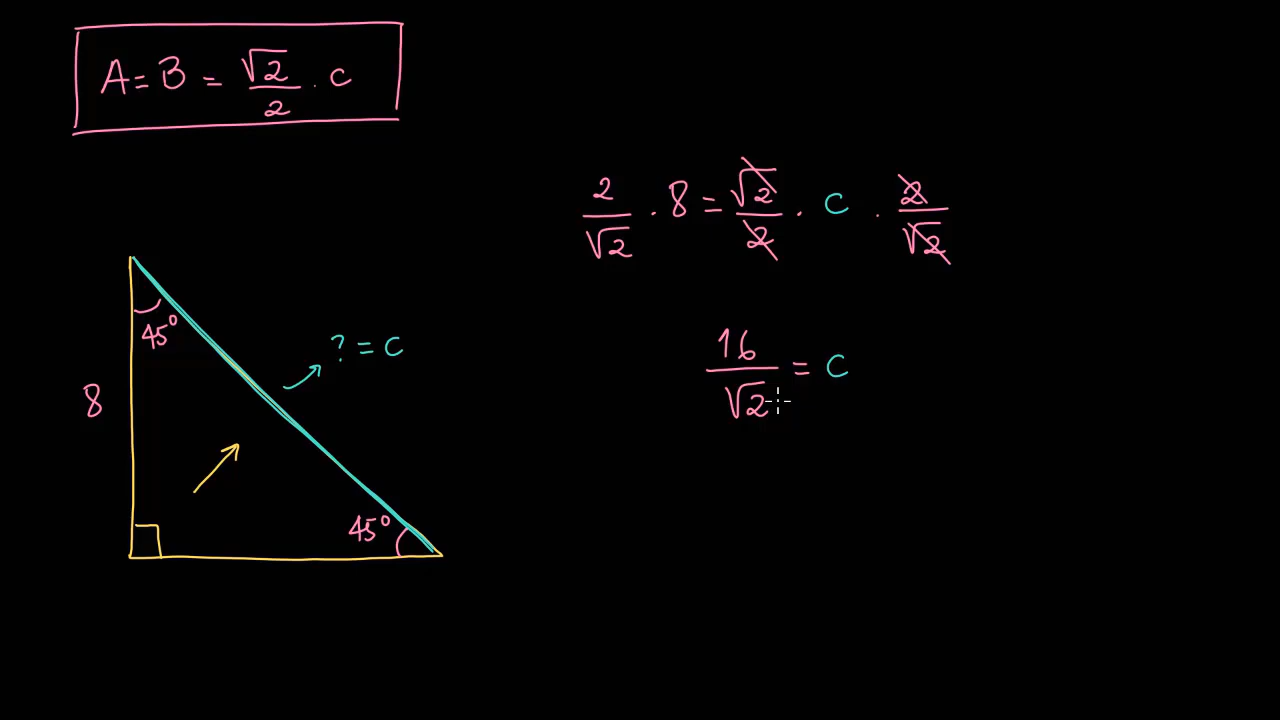 A = B = √2/2 · c
2/√2 · 8 = √2/2 · c · 2/√2
45°
? = c
16/√2 = c
8
45°